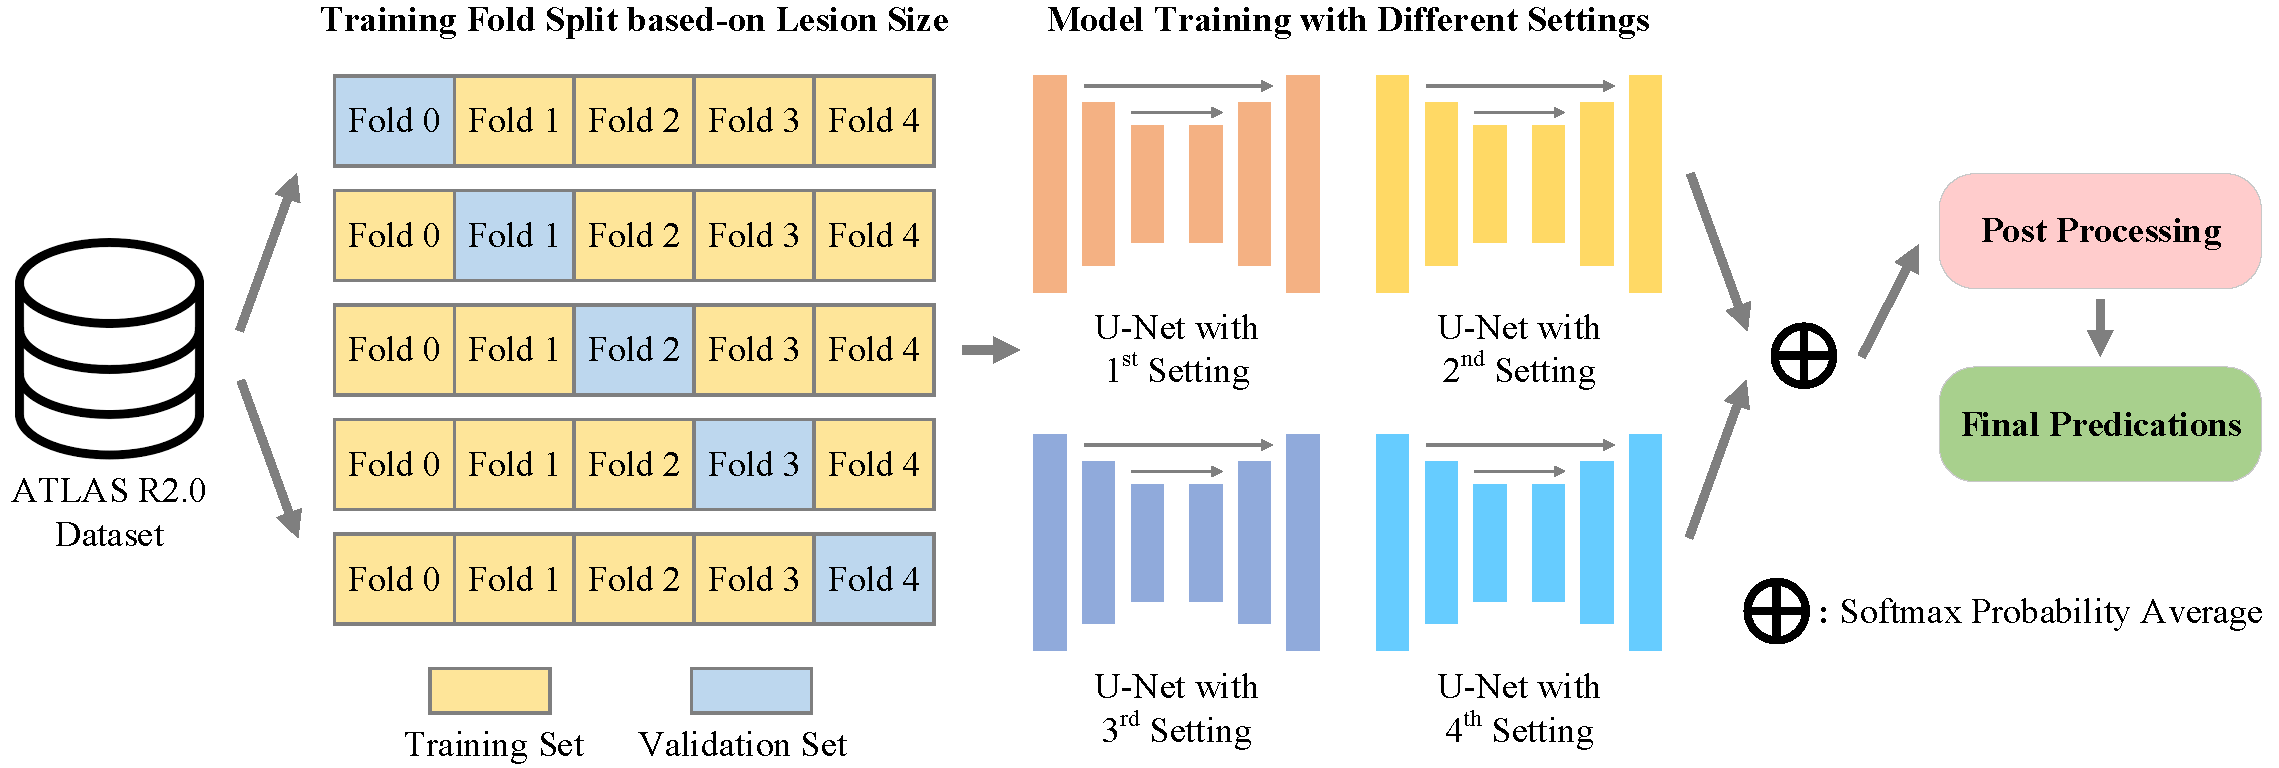 Training Fold Split based-on Lesion Size
Model Training with Different Settings
Fold 0 Fold 1 Fold 2 Fold 3 Fold 4
Fold 0 Fold 1 Fold 2 Fold 3 Fold 4
Fold 0 Fold 1 Fold 2 Fold 3 Fold 4
Fold 0 Fold 1 Fold 2 Fold 3 Fold 4
Fold 0 Fold 1 Fold 2 Fold 3 Fold 4
ATLAS R2.0
Dataset
Training Set
Validation Set
U-Net with
1st Setting
U-Net with
2nd Setting
U-Net with
3rd Setting
U-Net with
4th Setting
Post Processing
Final Predications
: Softmax Probability Average